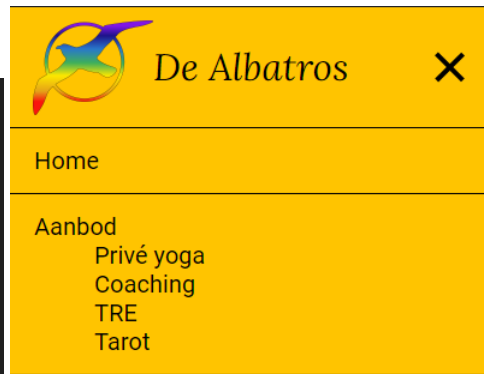 De Albatros
Home
Aanbod
Privé yoga
Coaching
TRE
Tarot